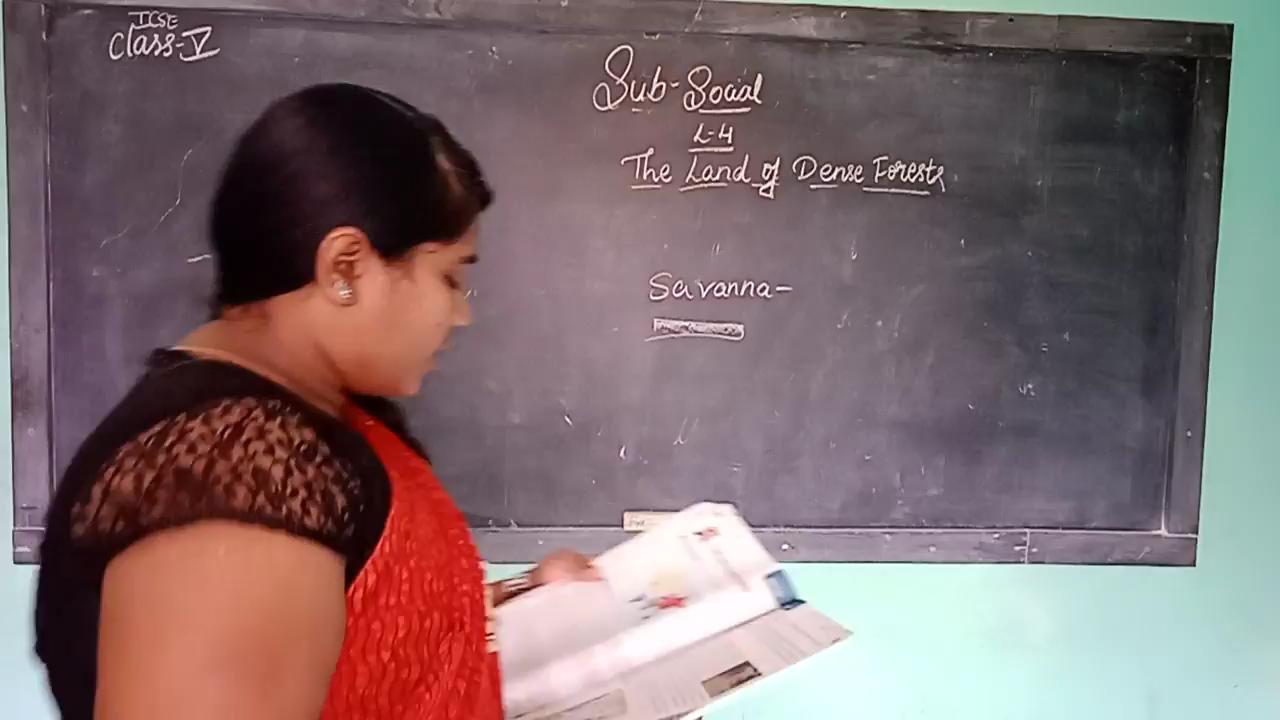 ICSE
Class-V
Sub-Social
L-4
The Land of Dense Forests
Savanna-